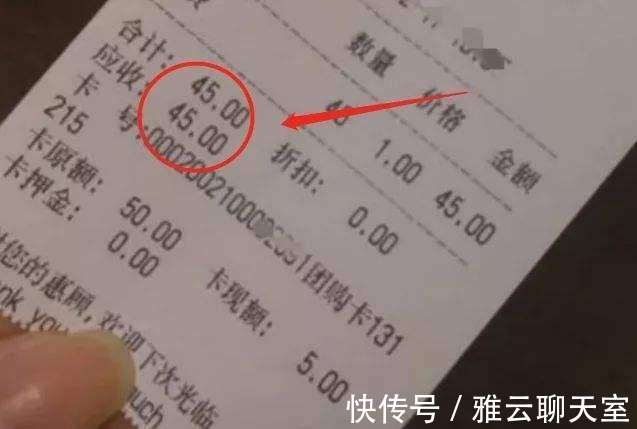 数量 价格 金额
1.00 45.00
合计: 45.00
应收: 45.00 折扣: 0.00
卡 号:00020021000 团购卡131
215
卡原额: 50.00 卡现额: 5.00
卡押金: 0.00
您的惠顾,欢迎下次光临
you
快传号 / 雅云聊天室